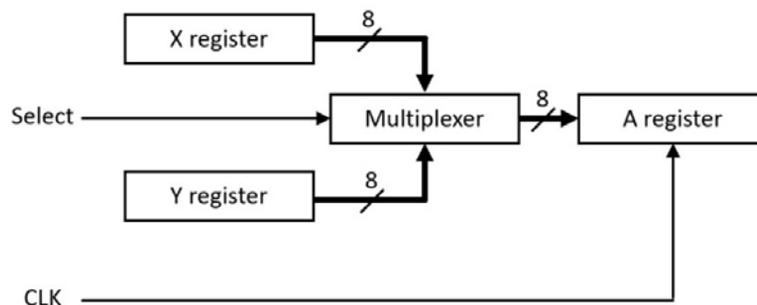 X register
8
Select
Multiplexer
8
A register
Y register
8
CLK